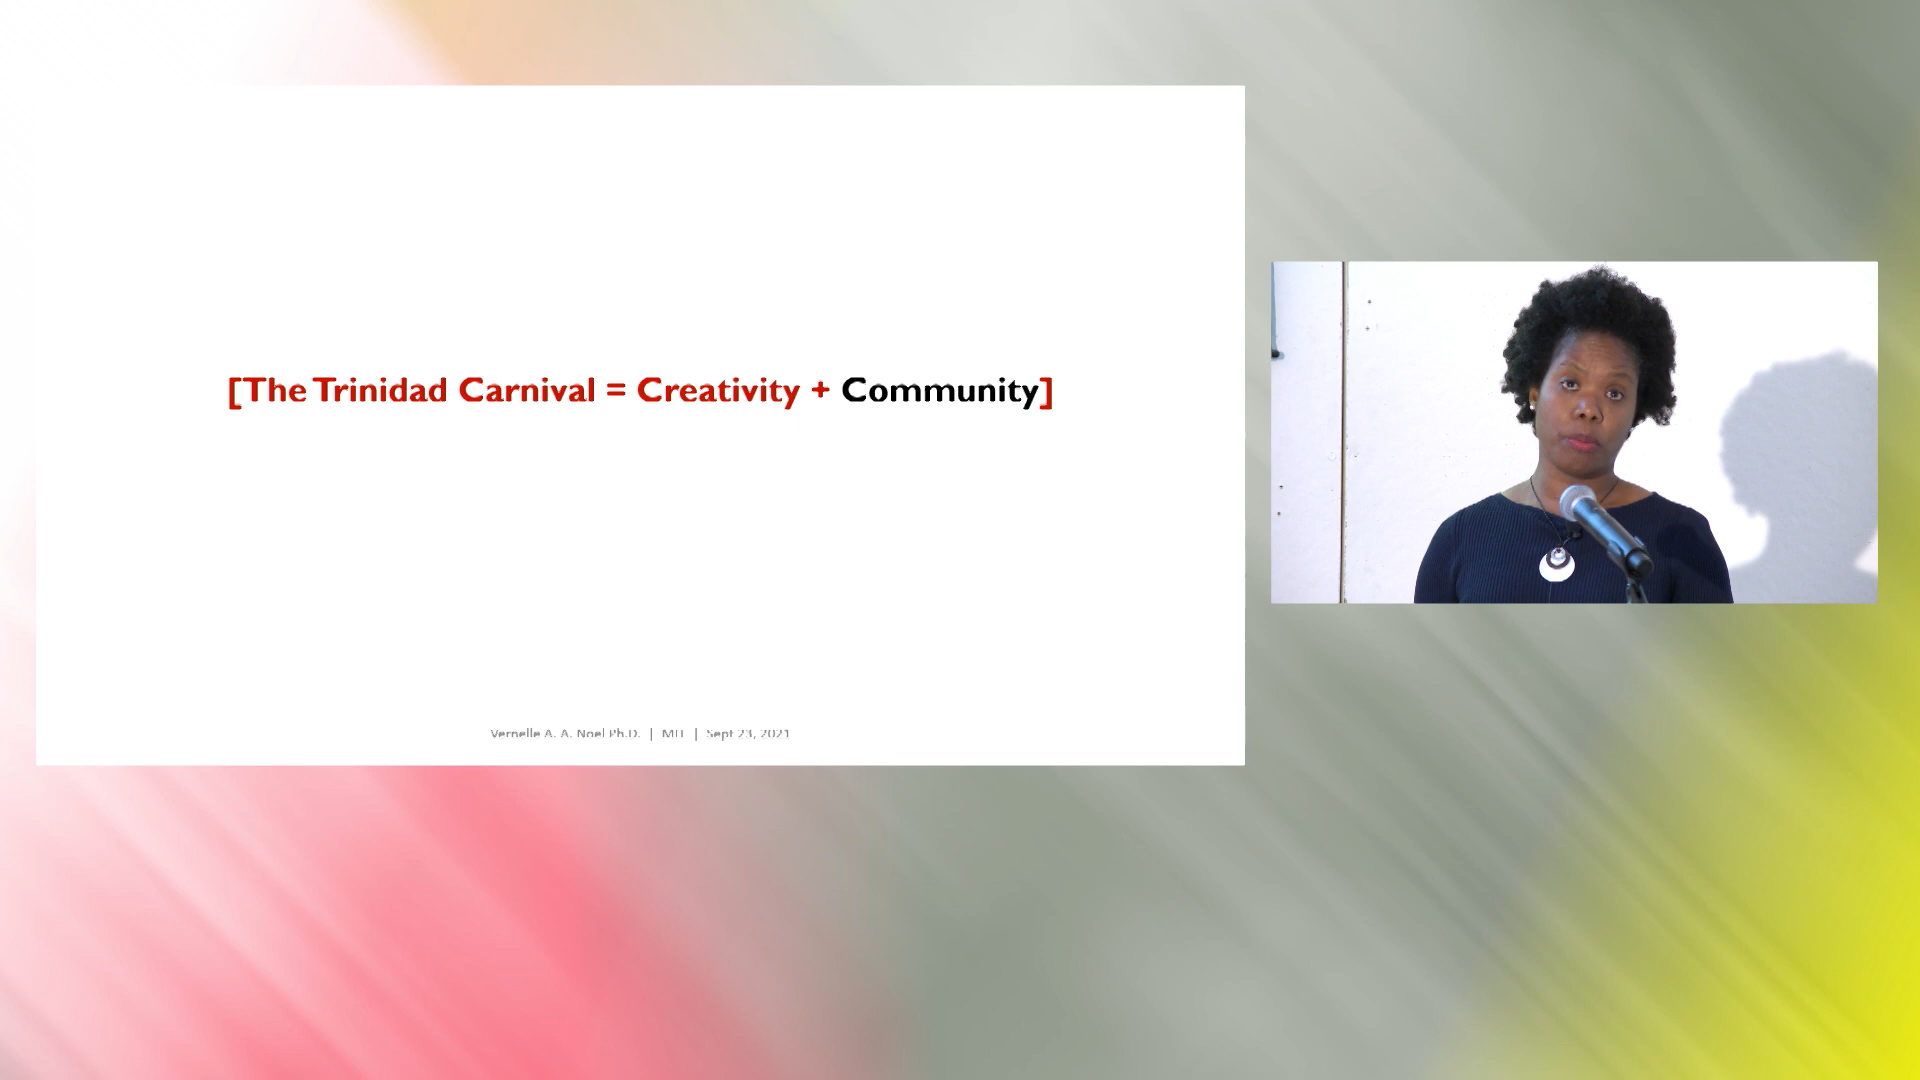 [The Trinidad Carnival = Creativity + Community]
Vernelle A. A. Noel Ph.D. | MIT | Sept 23, 2021